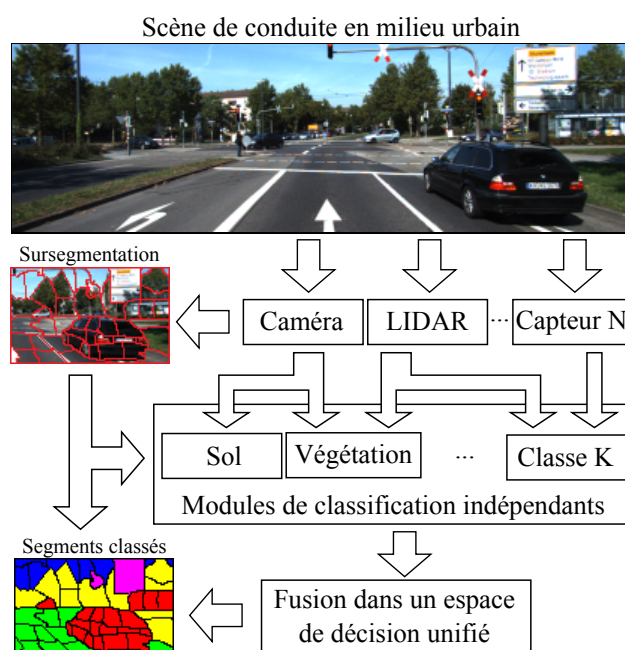 Scène de conduite en milieu urbain
Sursegmentation
Caméra
LIDAR
...
Capteur N
Sol
Végétation
...
Classe K
Modules de classification indépendants
Segments classés
Fusion dans un espace
de décision unifié